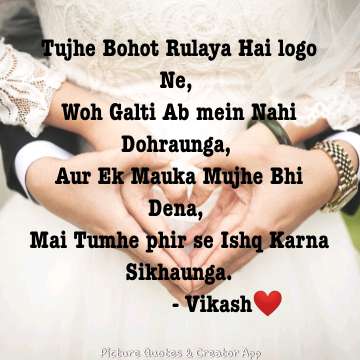 Tujhe Bohot Rulaya Hai logo
Ne,
Woh Galti Ab mein Nahi
Dohraunga,
Aur Ek Mauka Mujhe Bhi
Dena,
Mai Tumhe phir se Ishq Karna
Sikhaunga.
- Vikash❤️
Picture Quotes & Creator App